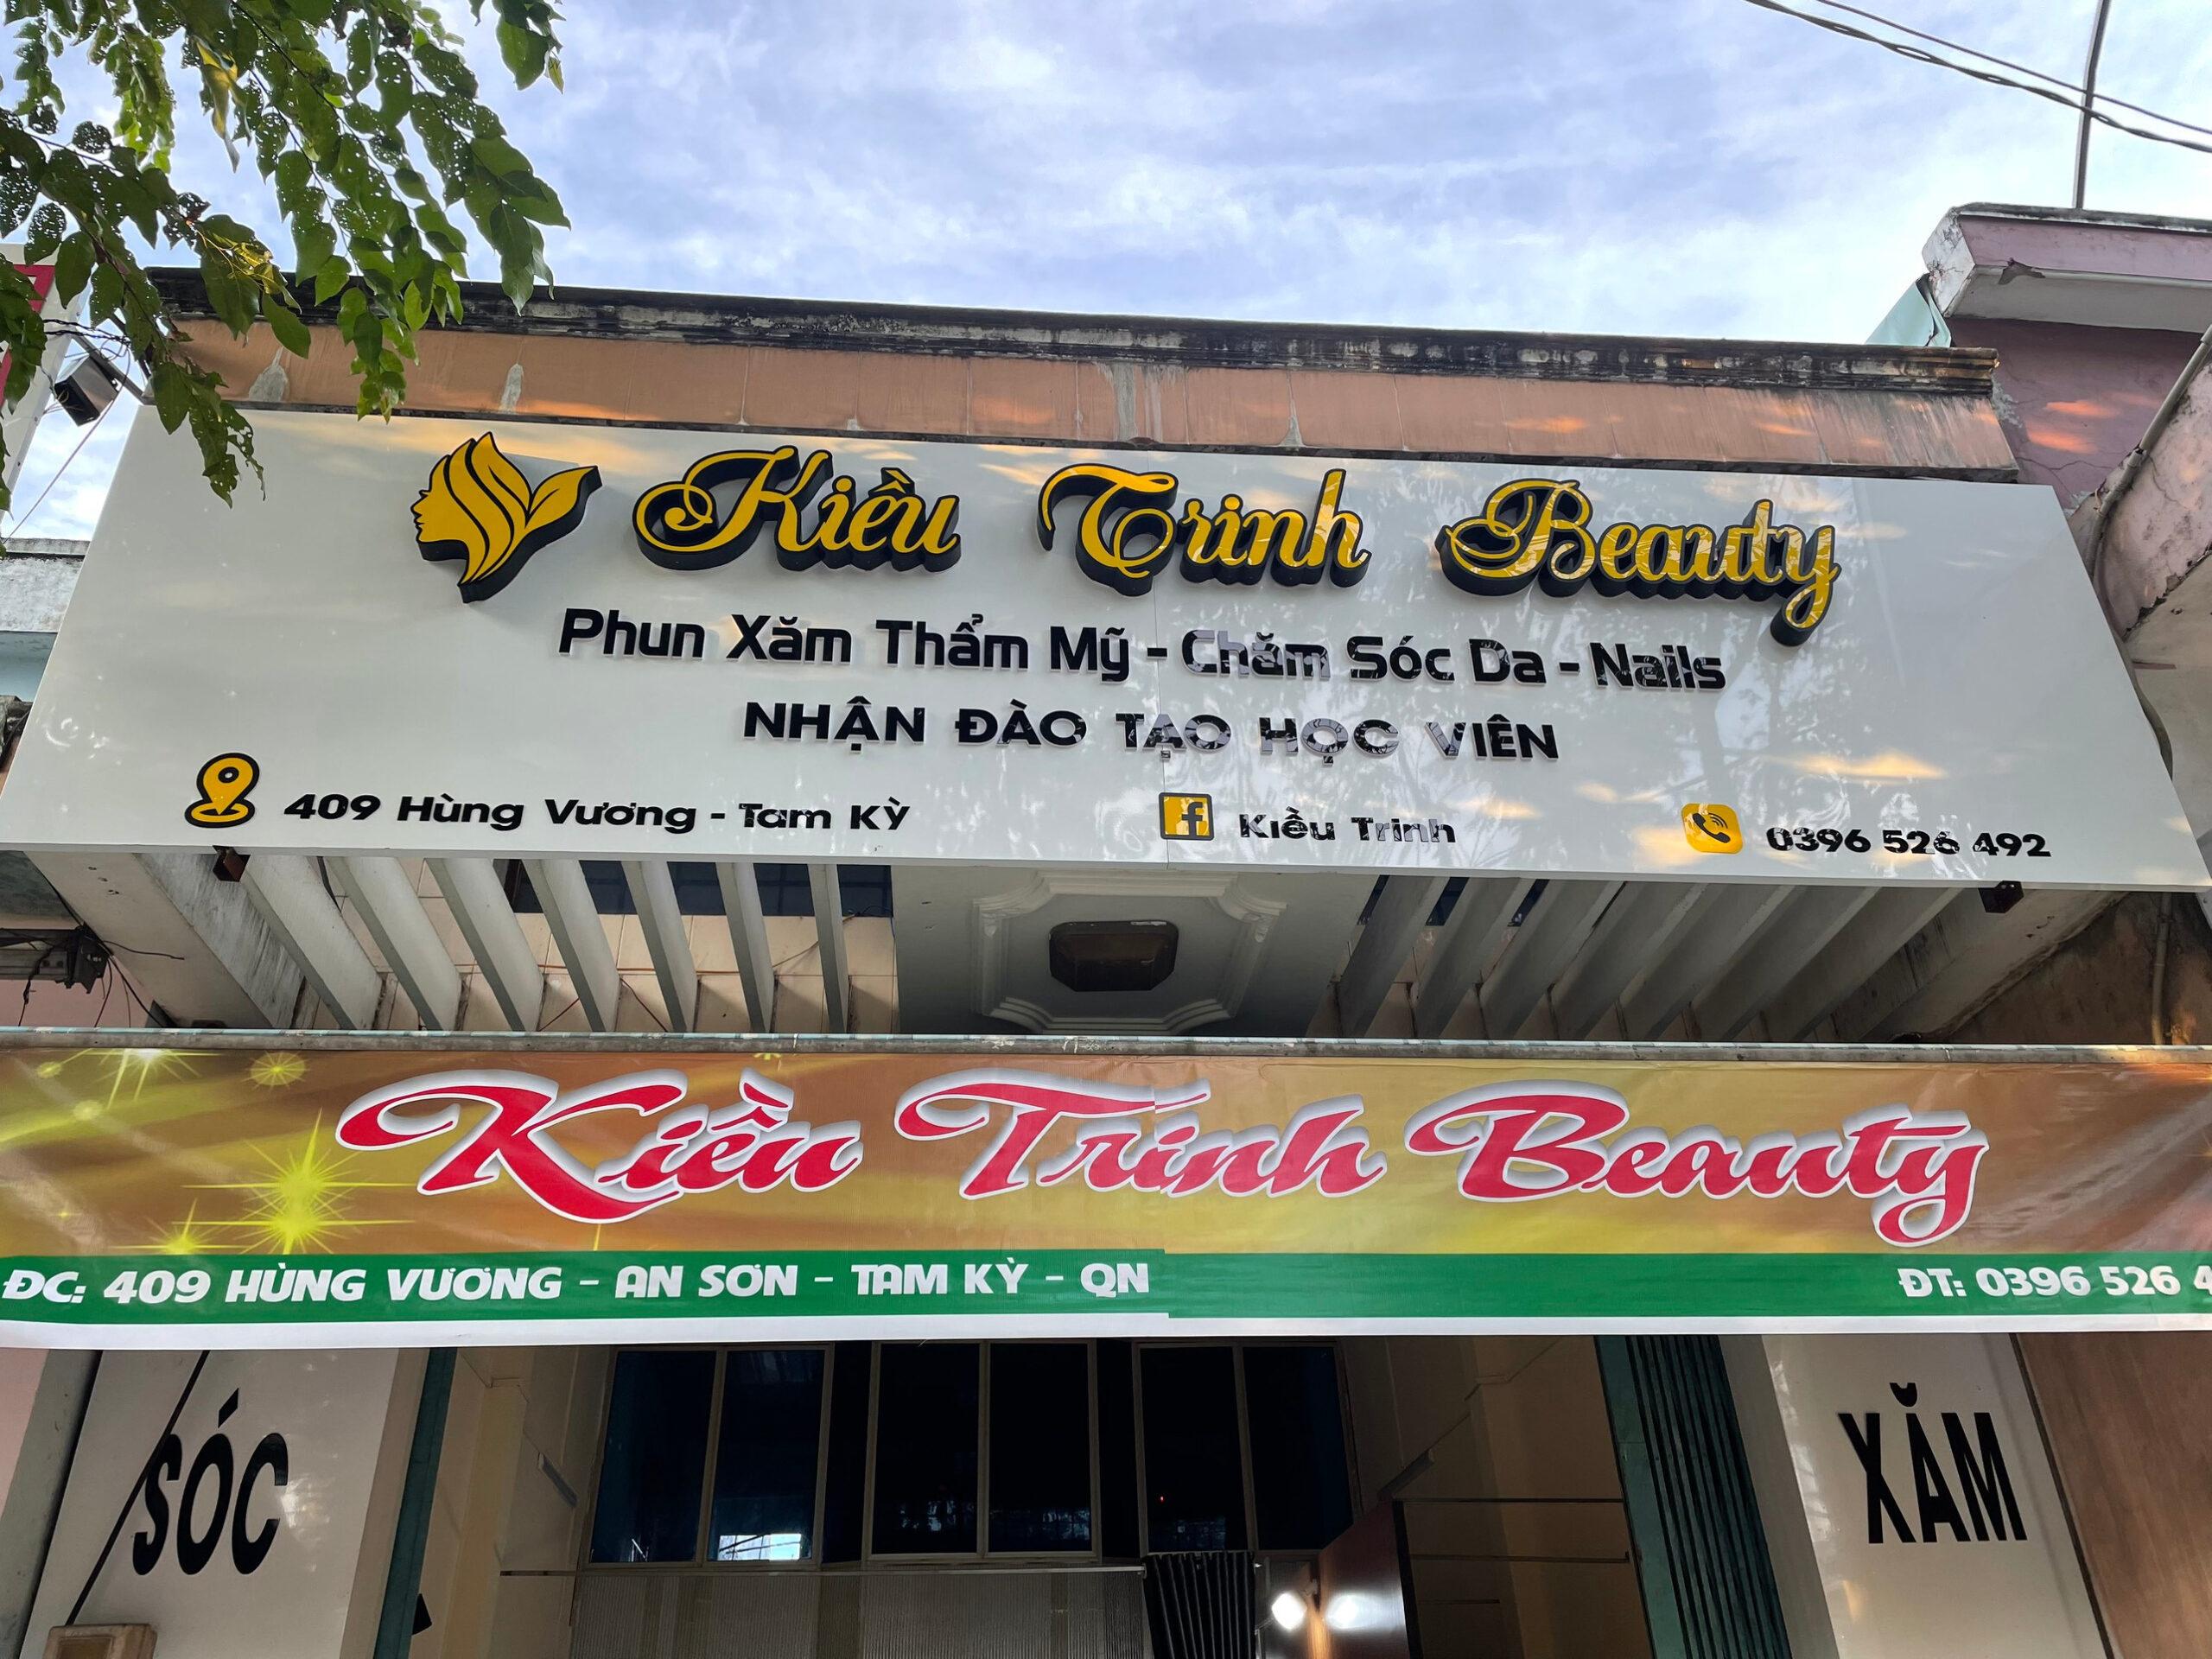 Kiều Trinh Beauty
Phun Xăm Thẩm Mỹ - Chăm Sóc Da - Nails
NHẬN ĐÀO TẠO HỌC VIÊN
409 Hùng Vương - Tam Kỳ
f Kiều Trinh
0396 526 492
Kiều Trinh Beauty
ĐC: 409 HÙNG VƯƠNG - AN SƠN - TAM KỲ - QN
ĐT: 0396 526 4
SÓC
XĂM